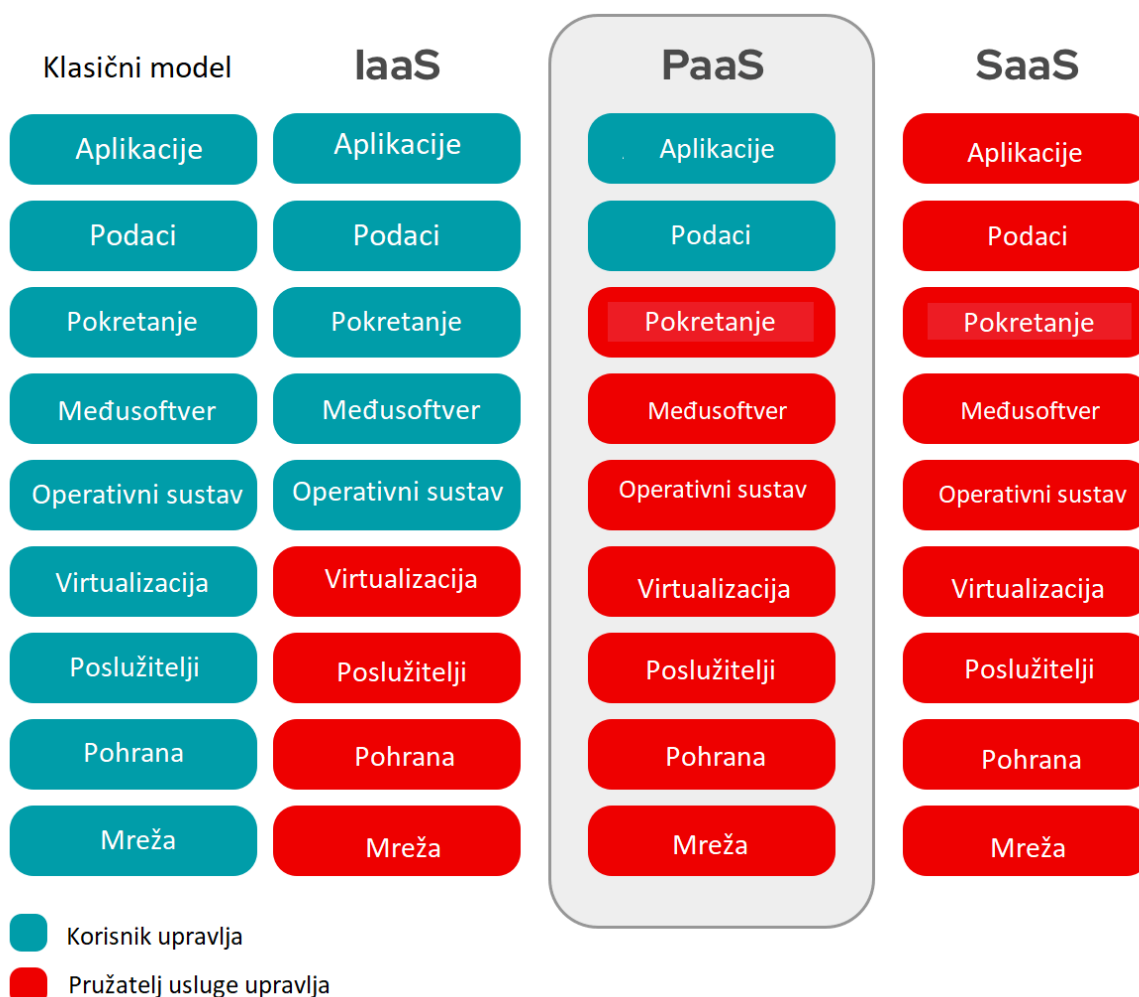 Klasični model
IaaS
PaaS
SaaS
Aplikacije
Aplikacije
Aplikacije
Aplikacije
Podaci
Podaci
Podaci
Podaci
Pokretanje
Pokretanje
Pokretanje
Pokretanje
Međusoftver
Međusoftver
Međusoftver
Međusoftver
Operativni sustav
Operativni sustav
Operativni sustav
Operativni sustav
Virtualizacija
Virtualizacija
Virtualizacija
Virtualizacija
Poslužitelji
Poslužitelji
Poslužitelji
Poslužitelji
Pohrana
Pohrana
Pohrana
Pohrana
Mreža
Mreža
Mreža
Mreža
Korisnik upravlja
Pružatelj usluge upravlja